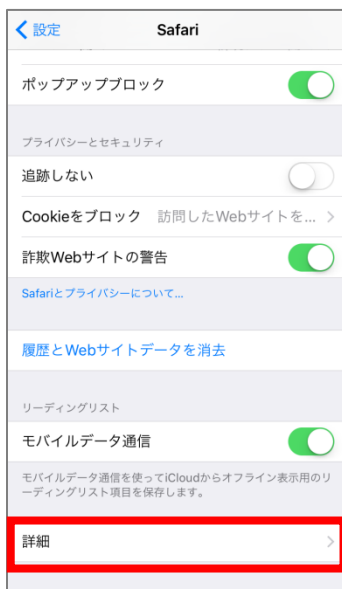 設定 Safari
ポップアップブロック
プライバシーとセキュリティ
追跡しない
Cookieをブロック 訪問したWebサイトを...
詐欺Webサイトの警告
Safariとプライバシーについて...
履歴とWebサイトデータを消去
リーディングリスト
モバイルデータ通信
モバイルデータ通信を使ってiCloudからオフライン表示用のリ
ーディングリスト項目を保存します。
詳細